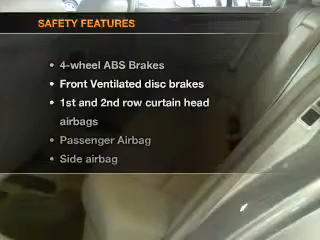 SAFETY FEATURES
• 4-wheel ABS Brakes
• Front Ventilated disc brakes
• 1st and 2nd row curtain head
airbags
• Passenger Airbag
• Side airbag